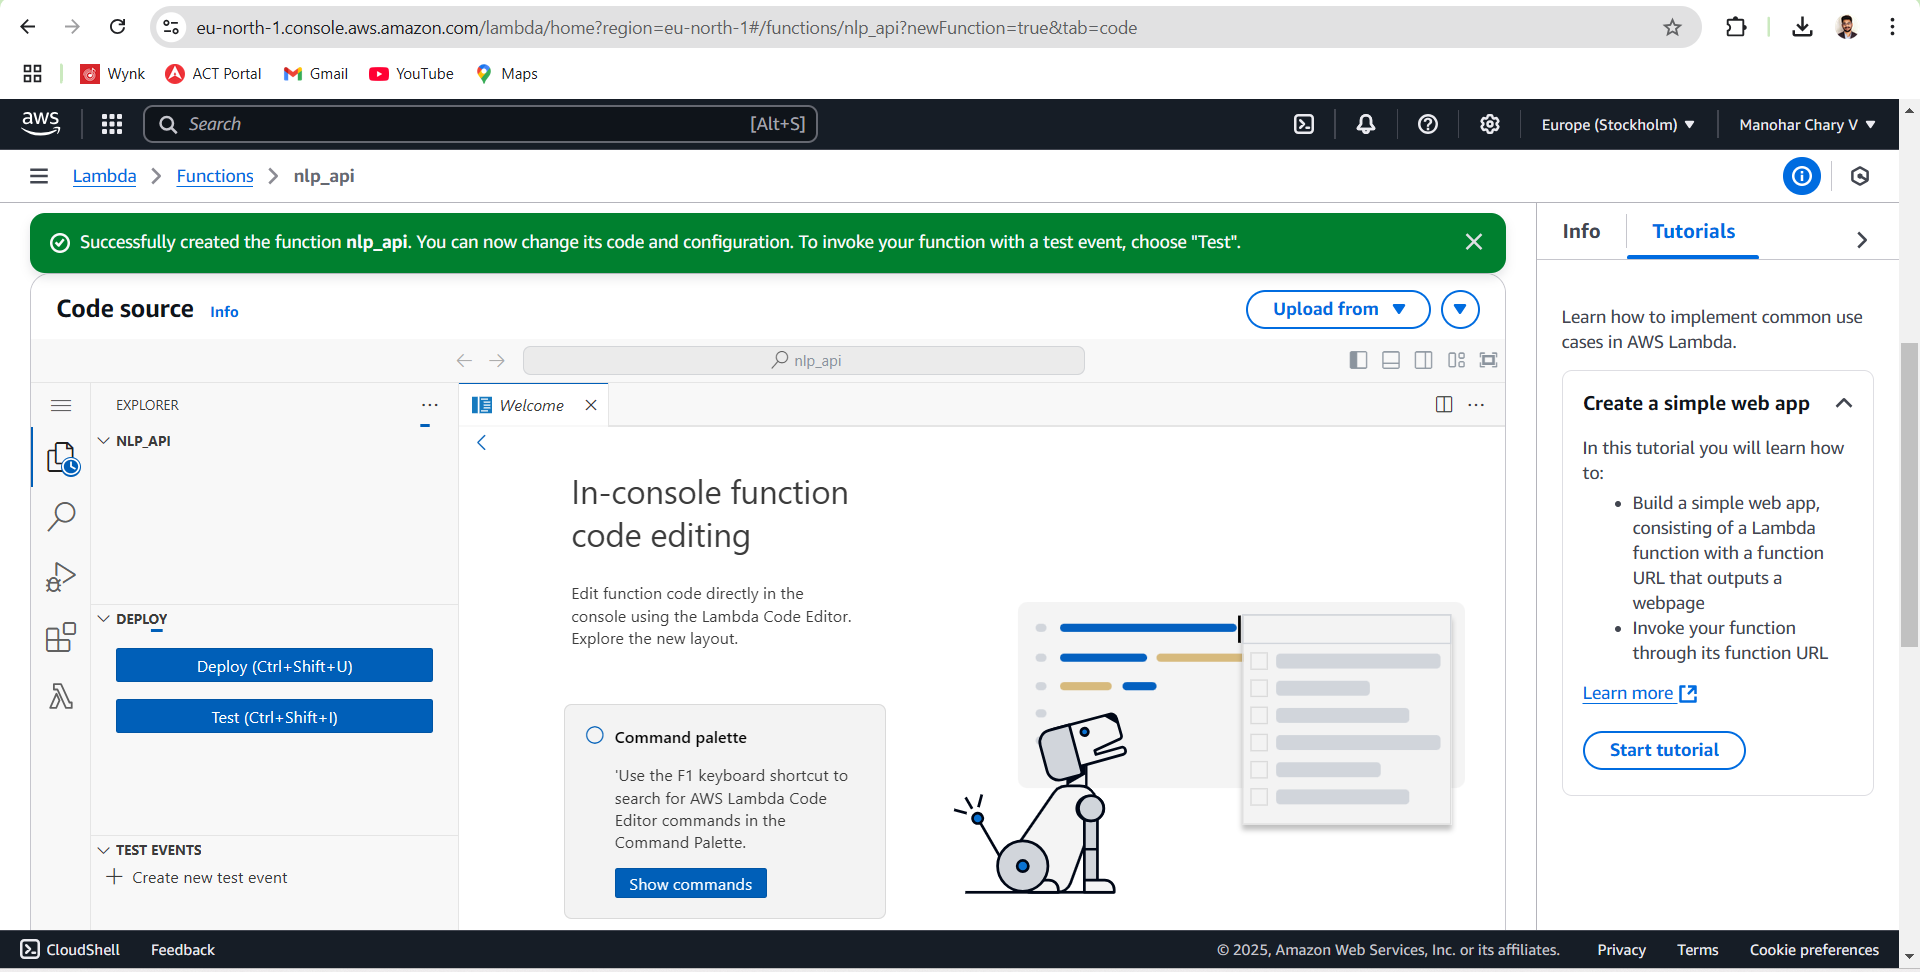 eu-north-1.console.aws.amazon.com/lambda/home?region=eu-north-1#/functions/nlp_api?newFunction=true&tab=code
Wynk
ACT Portal
Gmail
YouTube
Maps
aws
Search
[Alt+S]
Europe (Stockholm)
Manohar Chary V
Lambda
Functions
nlp_api
Successfully created the function nlp_api. You can now change its code and configuration. To invoke your function with a test event, choose "Test".
Code source
Info
Upload from
nlp_api
EXPLORER
NLP_API
DEPLOY
Deploy (Ctrl+Shift+U)
Test (Ctrl+Shift+I)
TEST EVENTS
Create new test event
Welcome
In-console function
code editing
Edit function code directly in the
console using the Lambda Code Editor.
Explore the new layout.
Command palette
'Use the F1 keyboard shortcut to
search for AWS Lambda Code
Editor commands in the
Command Palette.
Show commands
Info
Tutorials
Learn how to implement common use
cases in AWS Lambda.
Create a simple web app
In this tutorial you will learn how
to:
• Build a simple web app,
consisting of a Lambda
function with a function
URL that outputs a
webpage
• Invoke your function
through its function URL
Learn more
Start tutorial
CloudShell
Feedback
© 2025, Amazon Web Services, Inc. or its affiliates.
Privacy
Terms
Cookie preferences